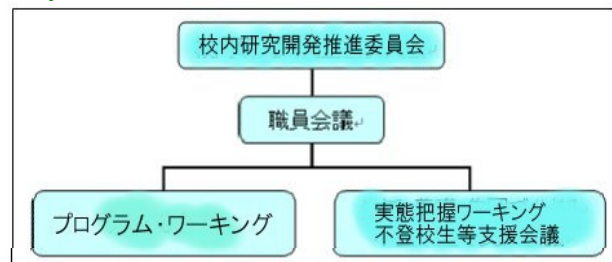 校内研究開発推進委員会
職員会議
プログラム・ワーキング
実態把握ワーキング
不登校生等支援会議